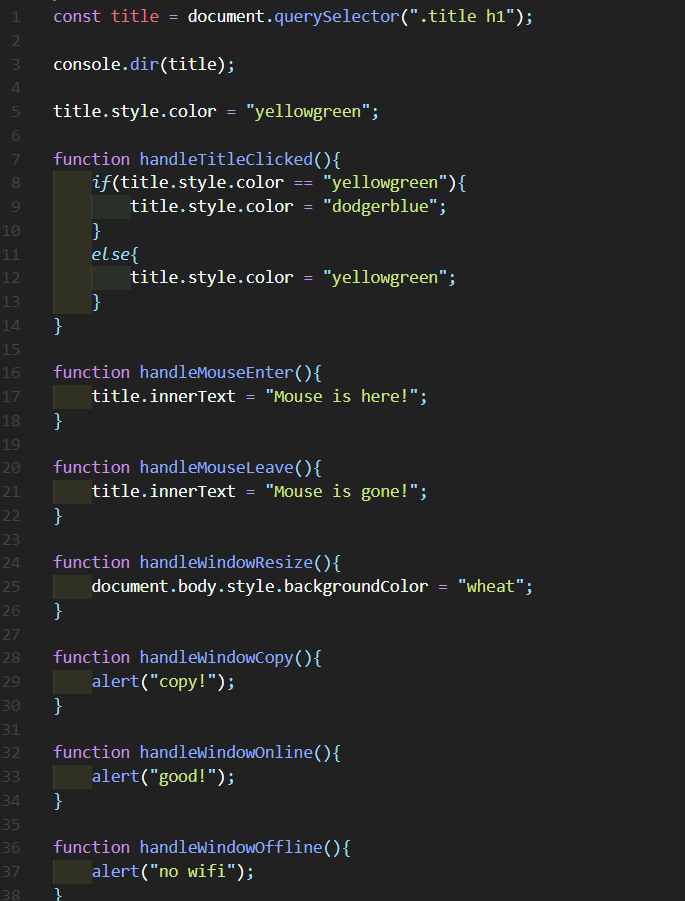 1 const title = document.querySelector(".title h1");
2
3 console.dir(title);
4
5 title.style.color = "yellowgreen";
6
7 function handleTitleClicked(){
8     if(title.style.color == "yellowgreen"){
9         title.style.color = "dodgerblue";
10     }
11     else{
12         title.style.color = "yellowgreen";
13     }
14 }
15
16 function handleMouseEnter(){
17     title.innerText = "Mouse is here!";
18 }
19
20 function handleMouseLeave(){
21     title.innerText = "Mouse is gone!";
22 }
23
24 function handleWindowResize(){
25     document.body.style.backgroundColor = "wheat";
26 }
27
28 function handleWindowCopy(){
29     alert("copy!");
30 }
31
32 function handleWindowOnline(){
33     alert("good!");
34 }
35
36 function handleWindowOffline(){
37     alert("no wifi");
38 }